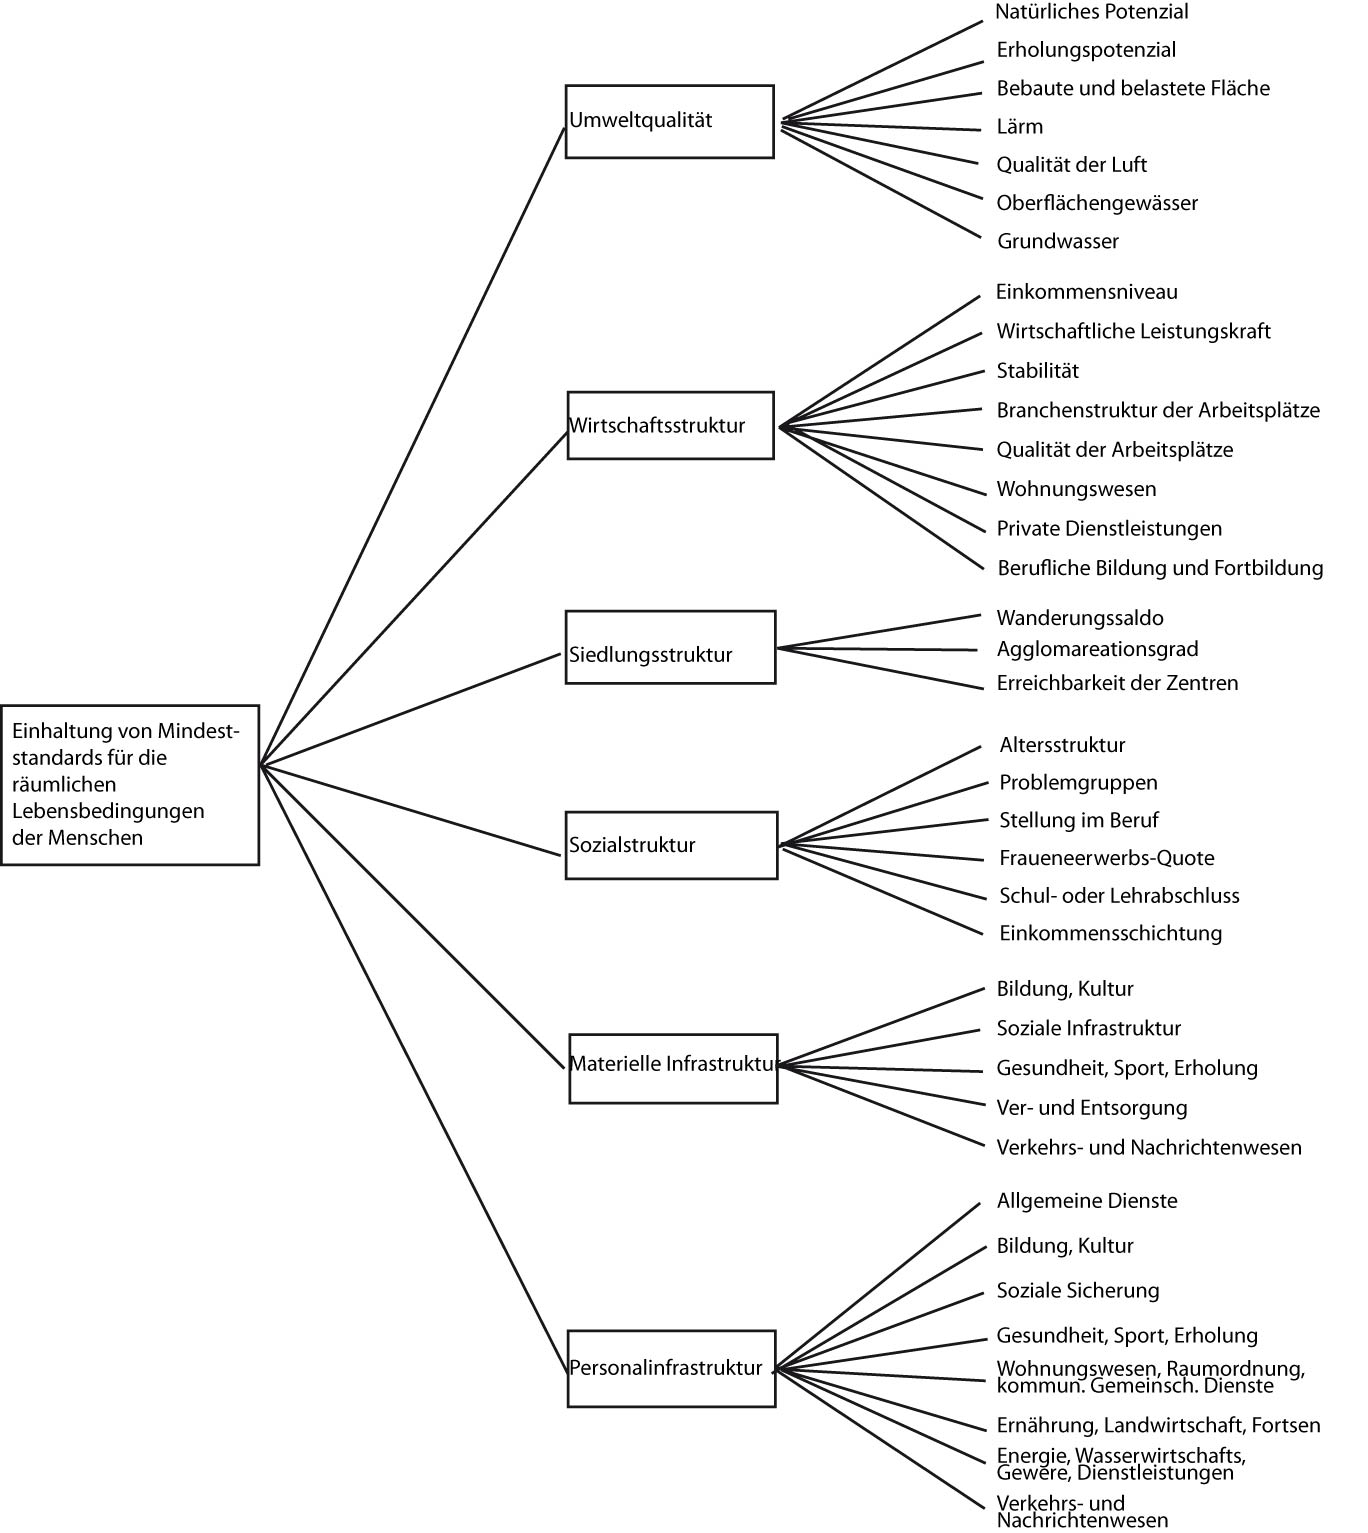 Einhaltung von Mindest-
standards für die
räumlichen
Lebensbedingungen
der Menschen
Umweltqualität
Natürliches Potenzial
Erholungspotenzial
Bebaute und belastete Fläche
Lärm
Qualität der Luft
Oberflächengewässer
Grundwasser
Wirtschaftsstruktur
Einkommensniveau
Wirtschaftliche Leistungskraft
Stabilität
Branchenstruktur der Arbeitsplätze
Qualität der Arbeitsplätze
Wohnungswesen
Private Dienstleistungen
Berufliche Bildung und Fortbildung
Siedlungsstruktur
Wanderungssaldo
Agglomareationsgrad
Erreichbarkeit der Zentren
Sozialstruktur
Altersstruktur
Problemgruppen
Stellung im Beruf
Fraueneerwerbs-Quote
Schul- oder Lehrabschluss
Einkommensschichtung
Materielle Infrastruktur
Bildung, Kultur
Soziale Infrastruktur
Gesundheit, Sport, Erholung
Ver- und Entsorgung
Verkehrs- und Nachrichtenwesen
Personalinfrastruktur
Allgemeine Dienste
Bildung, Kultur
Soziale Sicherung
Gesundheit, Sport, Erholung
Wohnungswesen, Raumordnung,
kommun. Gemeinsch. Dienste
Ernährung, Landwirtschaft, Fortsen
Energie, Wasserwirtschafts,
Gewere, Dienstleistungen
Verkehrs- und
Nachrichtenwesen